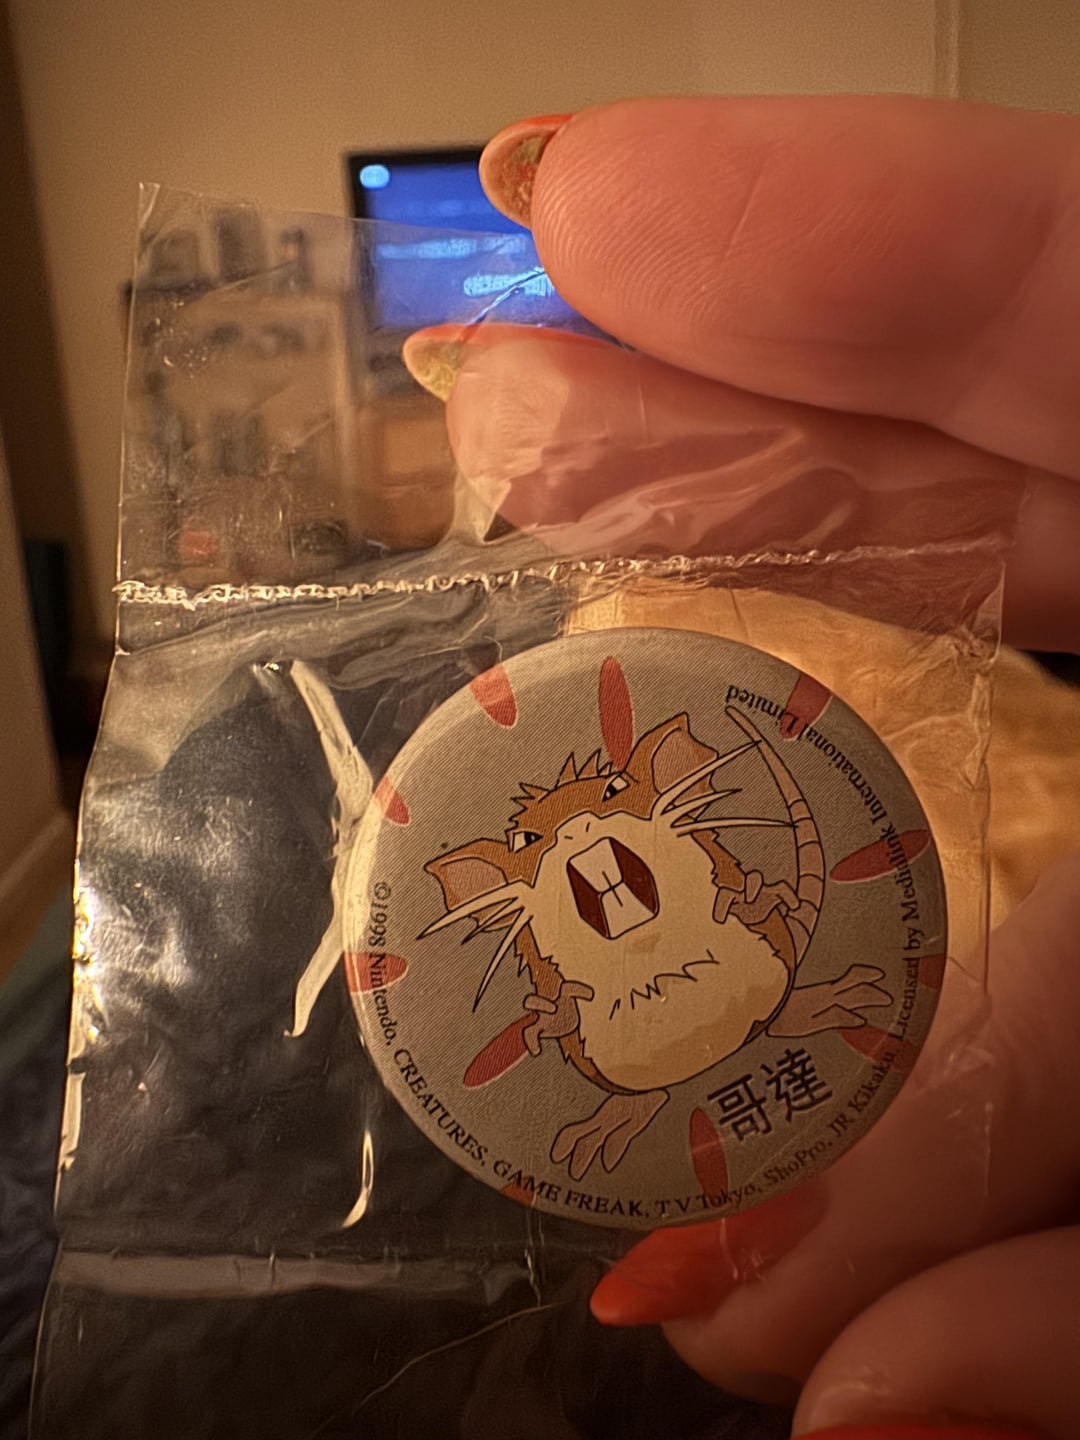 哥達
©1998 Nintendo, CREATURES, GAME FREAK, TV Tokyo, ShoPro, JR Kikaku Licensed by Medialink International Limited